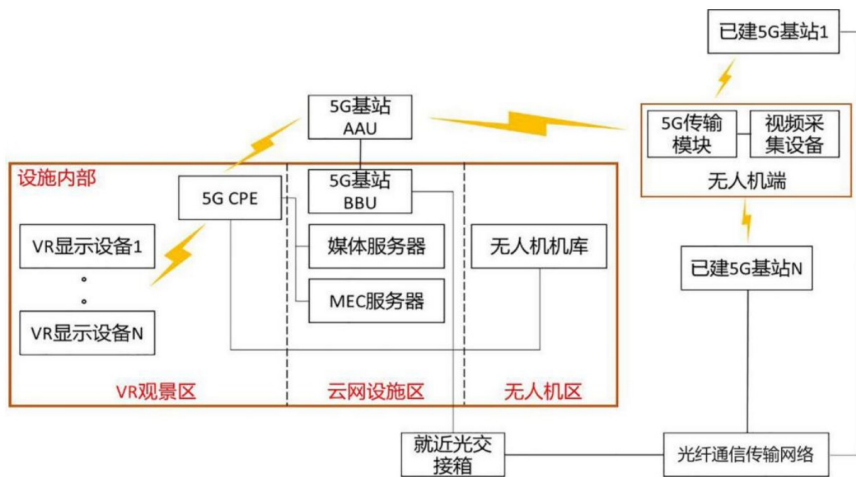 已建5G基站1
5G基站
AAU
5G传输
模块
视频采
集设备
无人机端
设施内部
5G CPE
5G基站
BBU
VR显示设备1
媒体服务器
无人机机库
已建5G基站N
MEC服务器
VR显示设备N
VR观景区
云网设施区
无人机区
就近光交
接箱
光纤通信传输网络